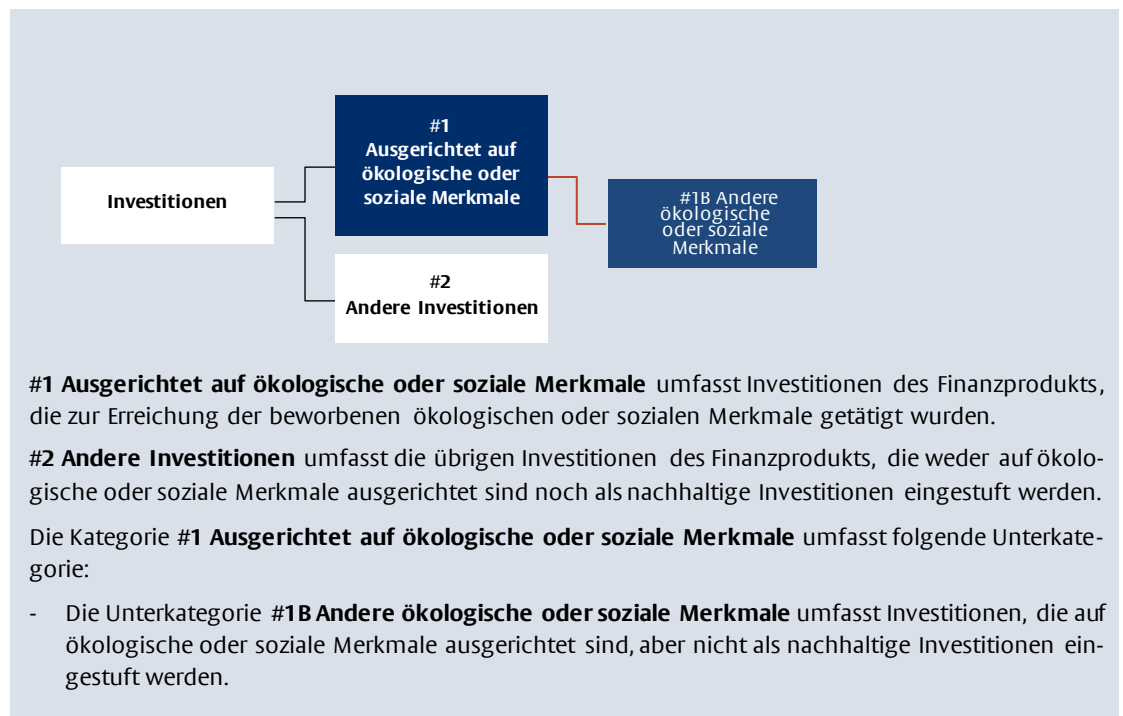 #1
Ausgerichtet auf
ökologische oder
soziale Merkmale
Investitionen
#1B Andere
ökologische
oder soziale
Merkmale
#2
Andere Investitionen
#1 Ausgerichtet auf ökologische oder soziale Merkmale umfasst Investitionen des Finanzprodukts,
die zur Erreichung der beworbenen ökologischen oder sozialen Merkmale getätigt wurden.
#2 Andere Investitionen umfasst die übrigen Investitionen des Finanzprodukts, die weder auf ökolo-
gische oder soziale Merkmale ausgerichtet sind noch als nachhaltige Investitionen eingestuft werden.
Die Kategorie #1 Ausgerichtet auf ökologische oder soziale Merkmale umfasst folgende Unterkate-
gorie:
- Die Unterkategorie #1B Andere ökologische oder soziale Merkmale umfasst Investitionen, die auf
ökologische oder soziale Merkmale ausgerichtet sind, aber nicht als nachhaltige Investitionen ein-
gestuft werden.